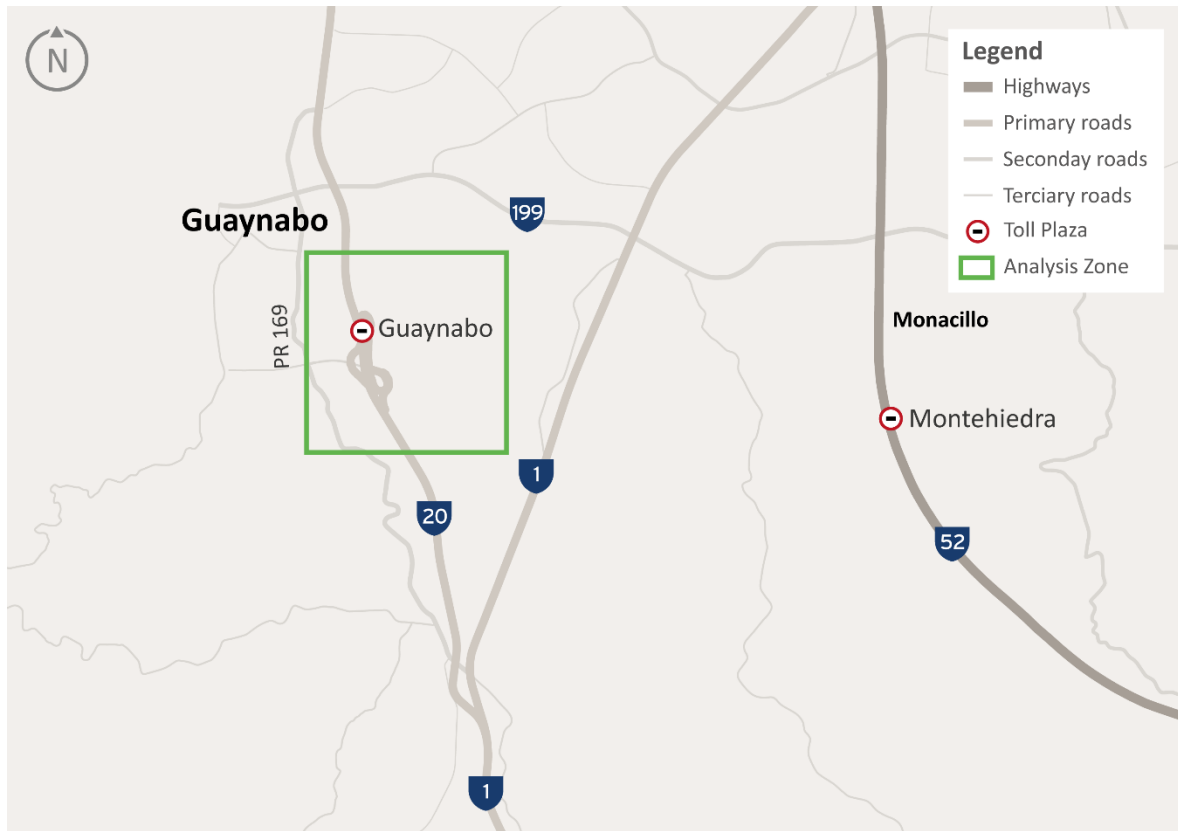 N
Legend
Highways
Primary roads
Seconday roads
Terciary roads
Toll Plaza
Analysis Zone
199
Guaynabo
PR 169
Guaynabo
Monacillo
Montehiedra
1
20
52
1